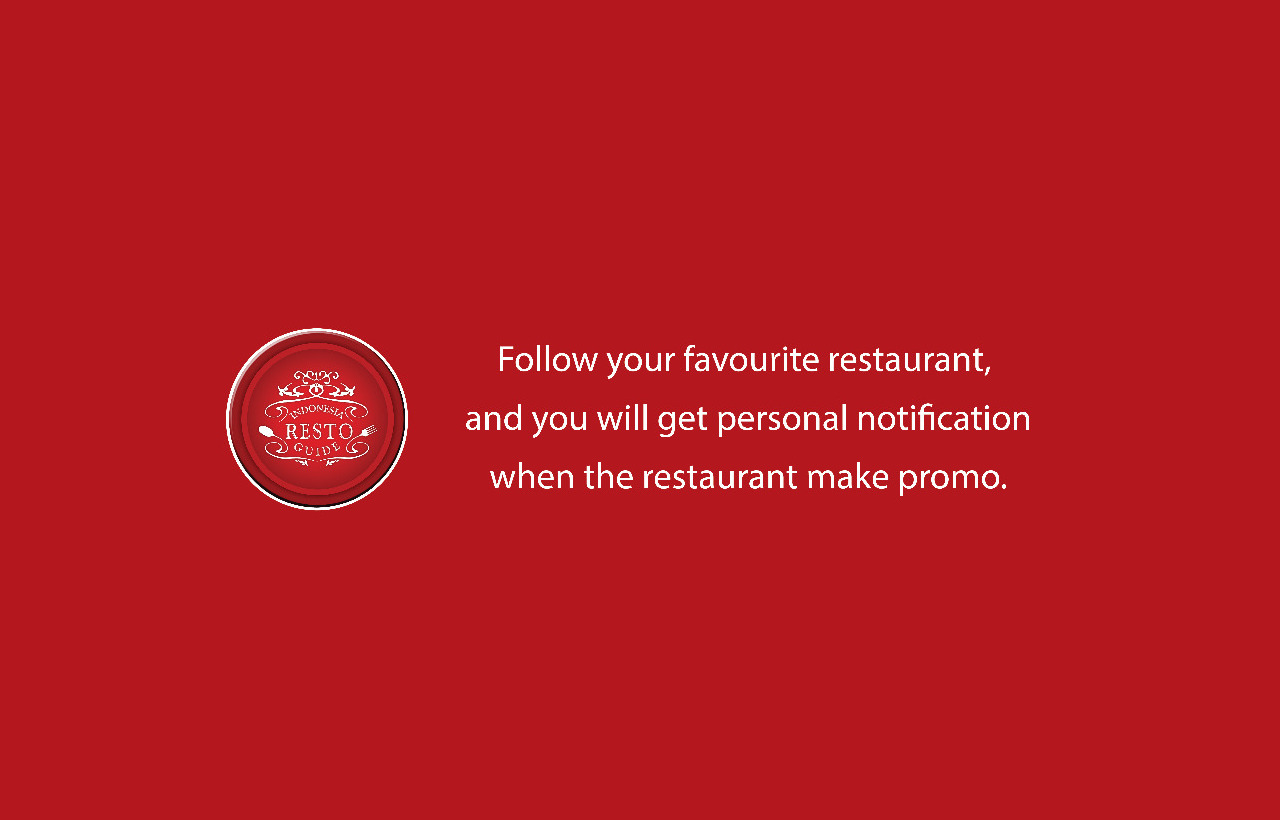 INDONESIA
RESTO
GUIDE
Follow your favourite restaurant,
and you will get personal notification
when the restaurant make promo.